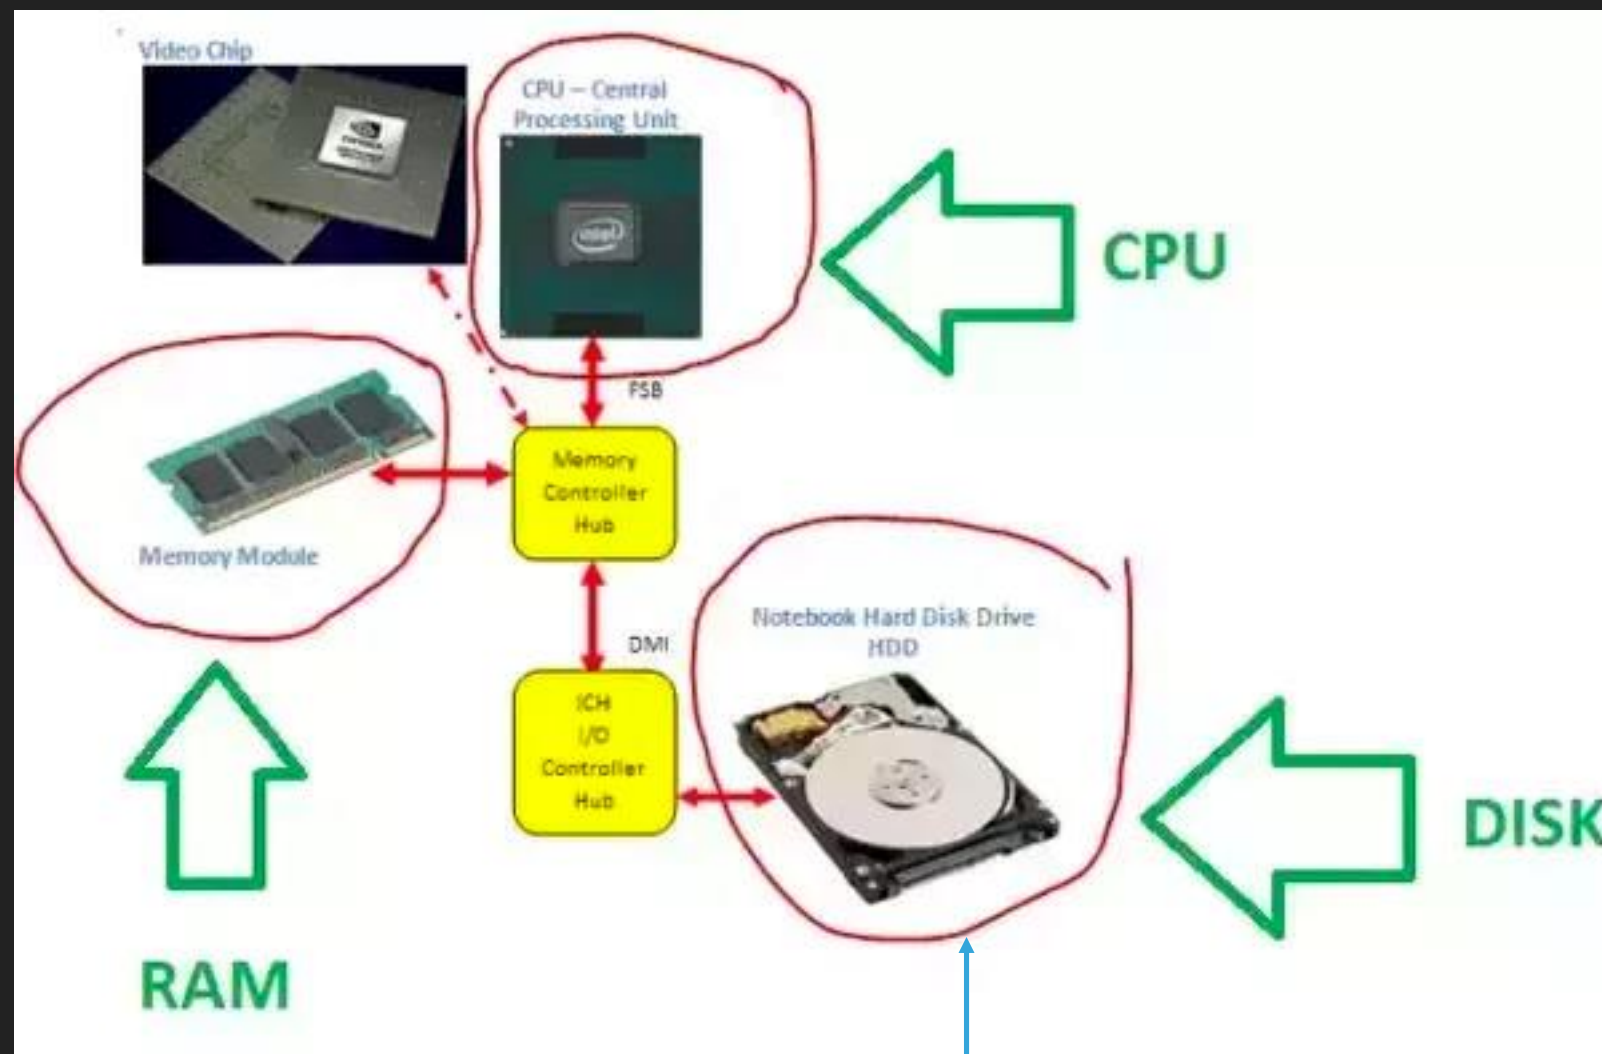 Video Chip
CPU – Central
Processing Unit
intel
CPU
FSB
Memory
Controller
Hub
Memory Module
Notebook Hard Disk Drive
HDD
DMI
ICH
I/O
Controller
Hub
DISK
RAM